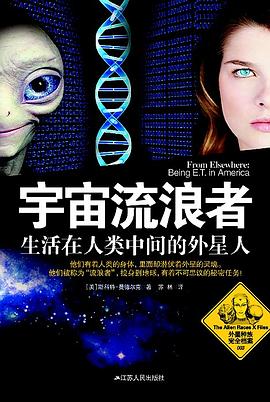 From Elsewhere:
Being E.T. in America
宇宙流浪者
生活在人类中间的外星人
他们有着人类的身体，里面却潜伏着外星的灵魂。
他们被称为“流浪者”，投身到地球，有着不可思议的秘密任务！
[美]斯科特·曼德尔克 著 苏林 译
The Alien Races X Files
外星种族
完全档案
江苏人民出版社